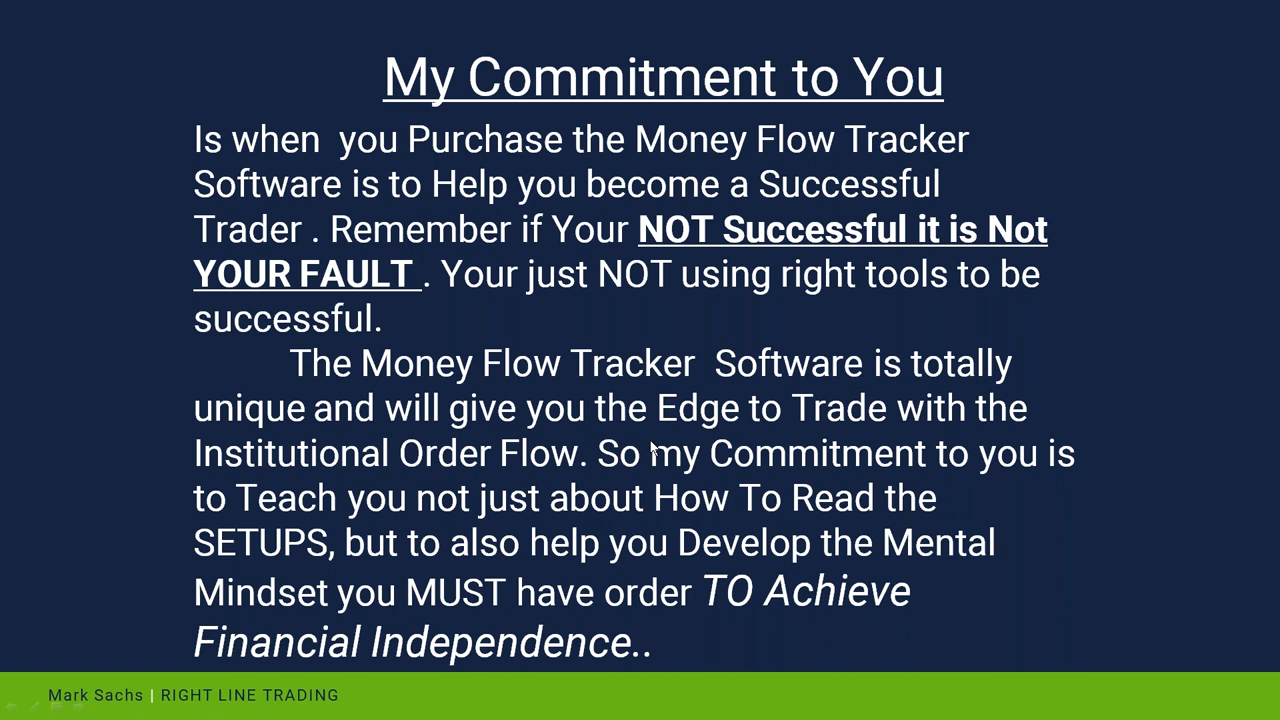 My Commitment to You
Is when  you Purchase the Money Flow Tracker
Software is to Help you become a Successful
Trader . Remember if Your NOT Successful it is Not
YOUR FAULT . Your just NOT using right tools to be
successful.
The Money Flow Tracker  Software is totally
unique and will give you the Edge to Trade with the
Institutional Order Flow. So my Commitment to you is
to Teach you not just about How To Read the
SETUPS, but to also help you Develop the Mental
Mindset you MUST have order TO Achieve
Financial Independence..
Mark Sachs | RIGHT LINE TRADING